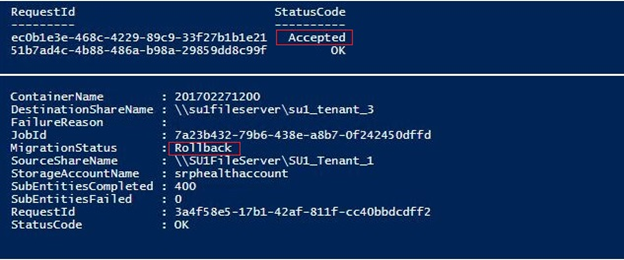 RequestId                            StatusCode
---------                            ----------
ec0b1e3e-468c-4229-89c9-33f27b1b1e21   Accepted
51b7ad4c-4b88-486a-b98a-29859dd8c99f         OK
ContainerName        : 201702271200
DestinationShareName : \\su1fileserver\su1_tenant_3
FailureReason        :
JobId                : 7a23b432-79b6-438e-a8b7-0f242450dffd
MigrationStatus      : Rollback
SourceShareName      : \\SU1FileServer\SU1_Tenant_1
StorageAccountName   : srphealthaccount
SubEntitiesCompleted : 400
SubEntitiesFailed    : 0
RequestId            : 3a4f58e5-17b1-42af-811f-cc40bbdcdff2
StatusCode           : OK